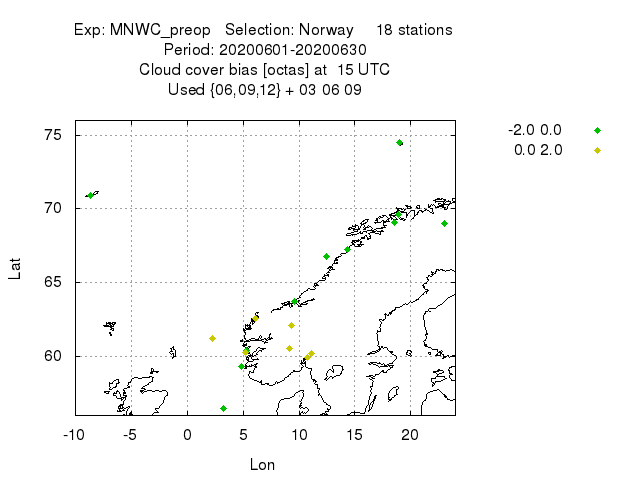 Exp: MNWC_preop Selection: Norway 18 stations
Period: 20200601-20200630
Cloud cover bias [octas] at 15 UTC
Used {06,09,12} + 03 06 09
-2.0 0.0
0.0 2.0
75
70
65
60
Lat
-10 -5 0 5 10 15 20
Lon